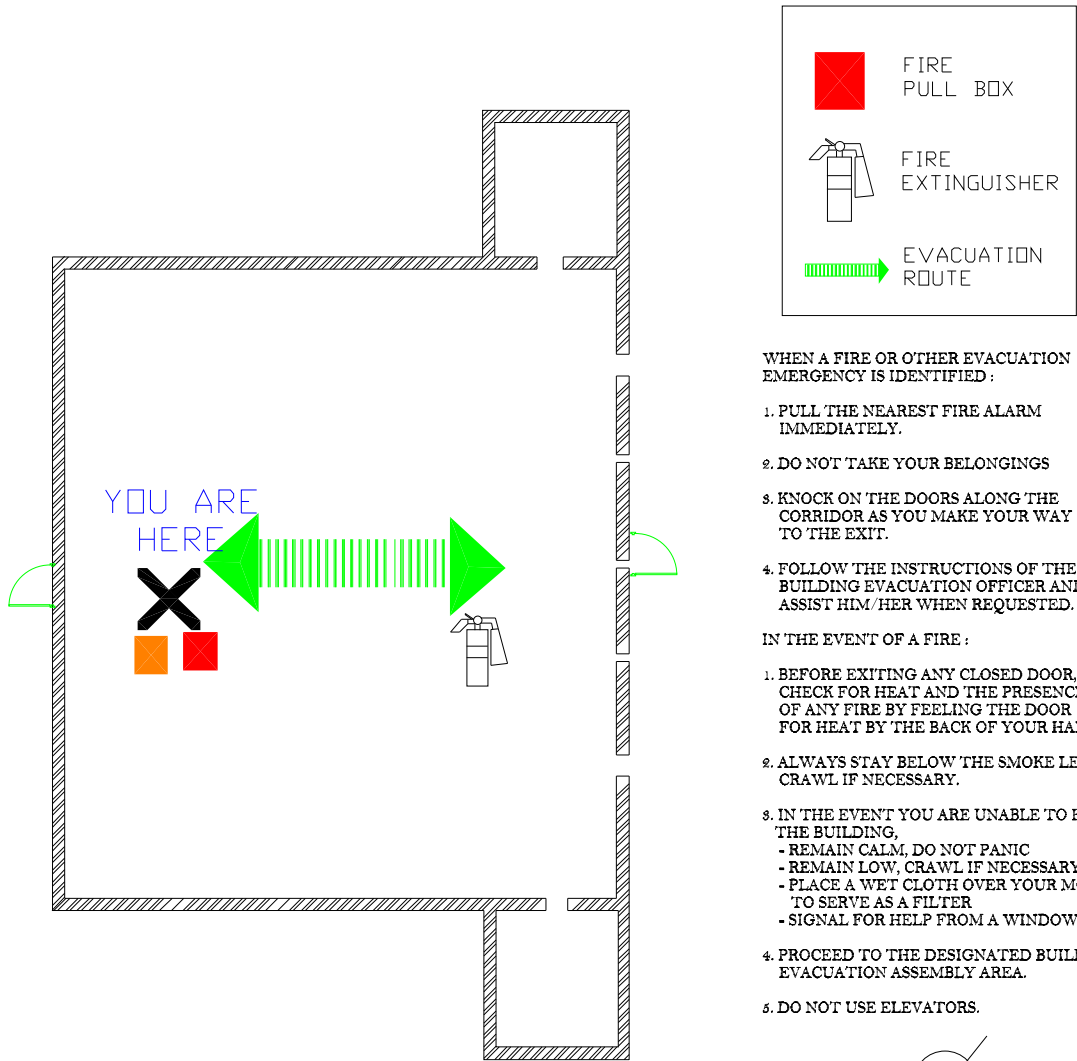 FIRE
PULL BOX
FIRE
EXTINGUISHER
EVACUATION
ROUTE
YOU ARE
HERE
WHEN A FIRE OR OTHER EVACUATION
EMERGENCY IS IDENTIFIED :
1. PULL THE NEAREST FIRE ALARM
IMMEDIATELY.
2. DO NOT TAKE YOUR BELONGINGS
3. KNOCK ON THE DOORS ALONG THE
CORRIDOR AS YOU MAKE YOUR WAY
TO THE EXIT.
4. FOLLOW THE INSTRUCTIONS OF THE
BUILDING EVACUATION OFFICER AND
ASSIST HIM/HER WHEN REQUESTED.
IN THE EVENT OF A FIRE :
1. BEFORE EXITING ANY CLOSED DOOR,
CHECK FOR HEAT AND THE PRESENCE
OF ANY FIRE BY FEELING THE DOOR
FOR HEAT BY THE BACK OF YOUR
2. ALWAYS STAY BELOW THE SMOKE
CRAWL IF NECESSARY.
3. IN THE EVENT YOU ARE UNABLE TO
THE BUILDING,
- REMAIN CALM, DO NOT PANIC
- REMAIN LOW, CRAWL IF NECESSARY
- PLACE A WET CLOTH OVER YOUR
TO SERVE AS A FILTER
- SIGNAL FOR HELP FROM A WINDOW
4. PROCEED TO THE DESIGNATED
EVACUATION ASSEMBLY AREA.
5. DO NOT USE ELEVATORS.